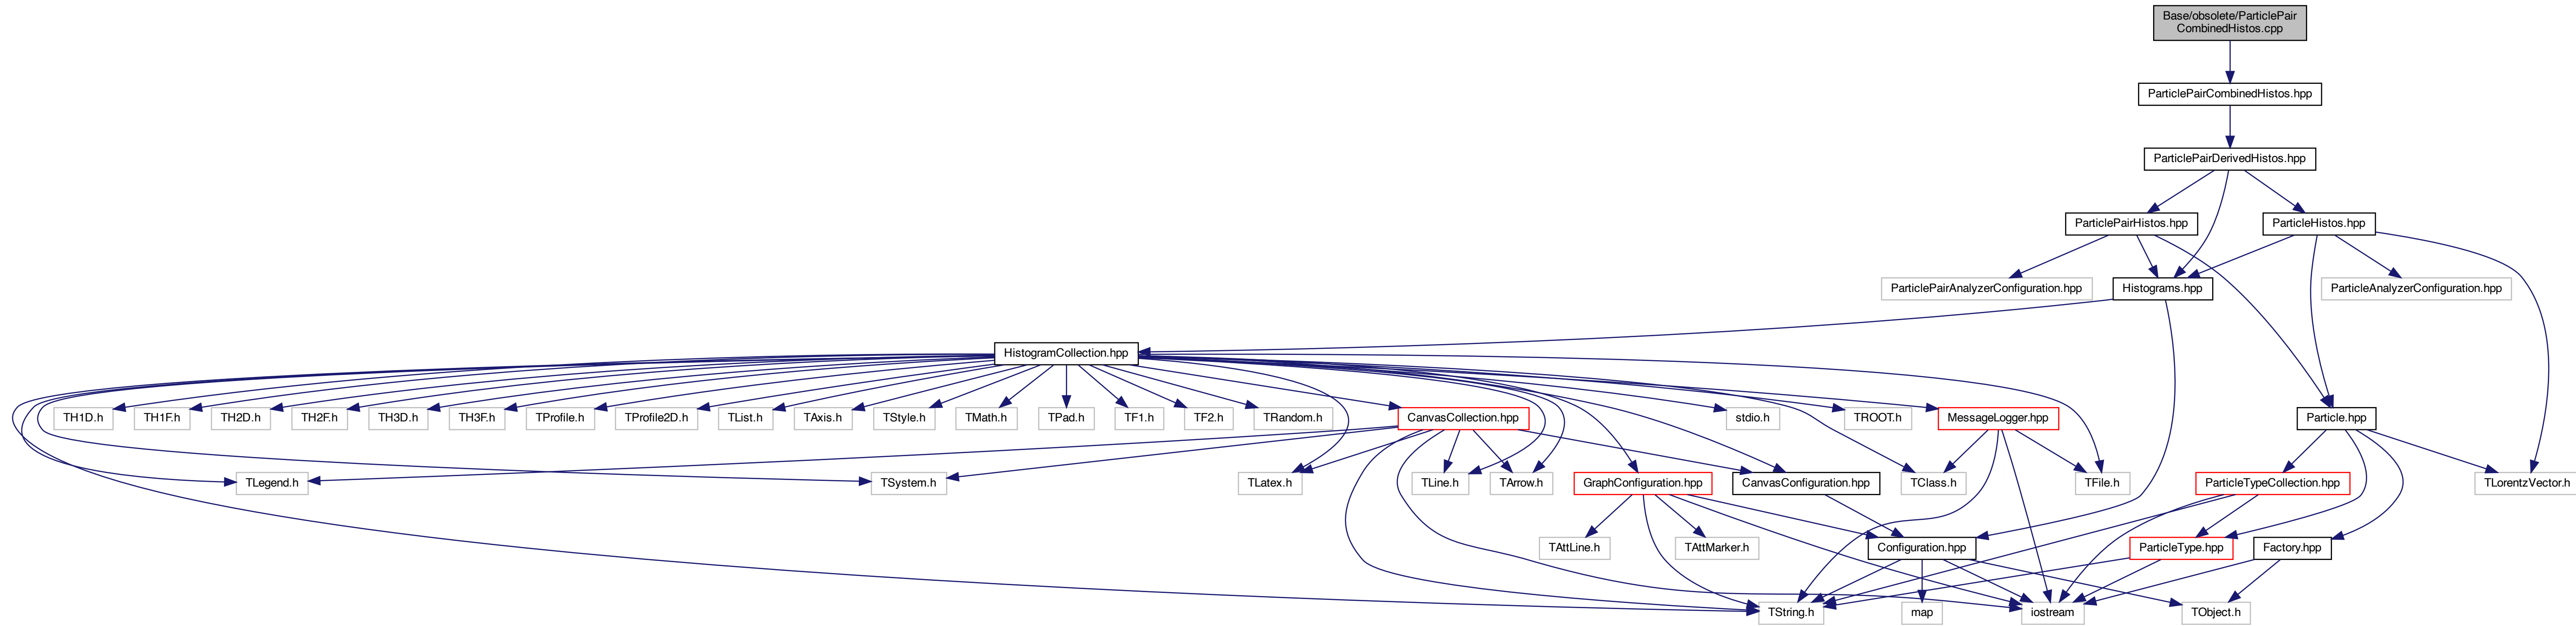 Base/obsolete/ParticlePair
CombinedHistos.cpp
ParticlePairCombinedHistos.hpp
ParticlePairDerivedHistos.hpp
ParticlePairHistos.hpp
ParticleHistos.hpp
ParticlePairAnalyzerConfiguration.hpp
Histograms.hpp
ParticleAnalyzerConfiguration.hpp
HistogramCollection.hpp
TH1D.h
TH1F.h
TH2D.h
TH2F.h
TH3D.h
TH3F.h
TProfile.h
TProfile2D.h
TList.h
TAxis.h
TStyle.h
TMath.h
TPad.h
TF1.h
TF2.h
TRandom.h
CanvasCollection.hpp
stdio.h
TROOT.h
MessageLogger.hpp
Particle.hpp
TLegend.h
TSystem.h
TLatex.h
TLine.h
TArrow.h
GraphConfiguration.hpp
CanvasConfiguration.hpp
TClass.h
TFile.h
ParticleTypeCollection.hpp
TLorentzVector.h
TAttLine.h
TAttMarker.h
Configuration.hpp
ParticleType.hpp
Factory.hpp
TString.h
map
iostream
TObject.h